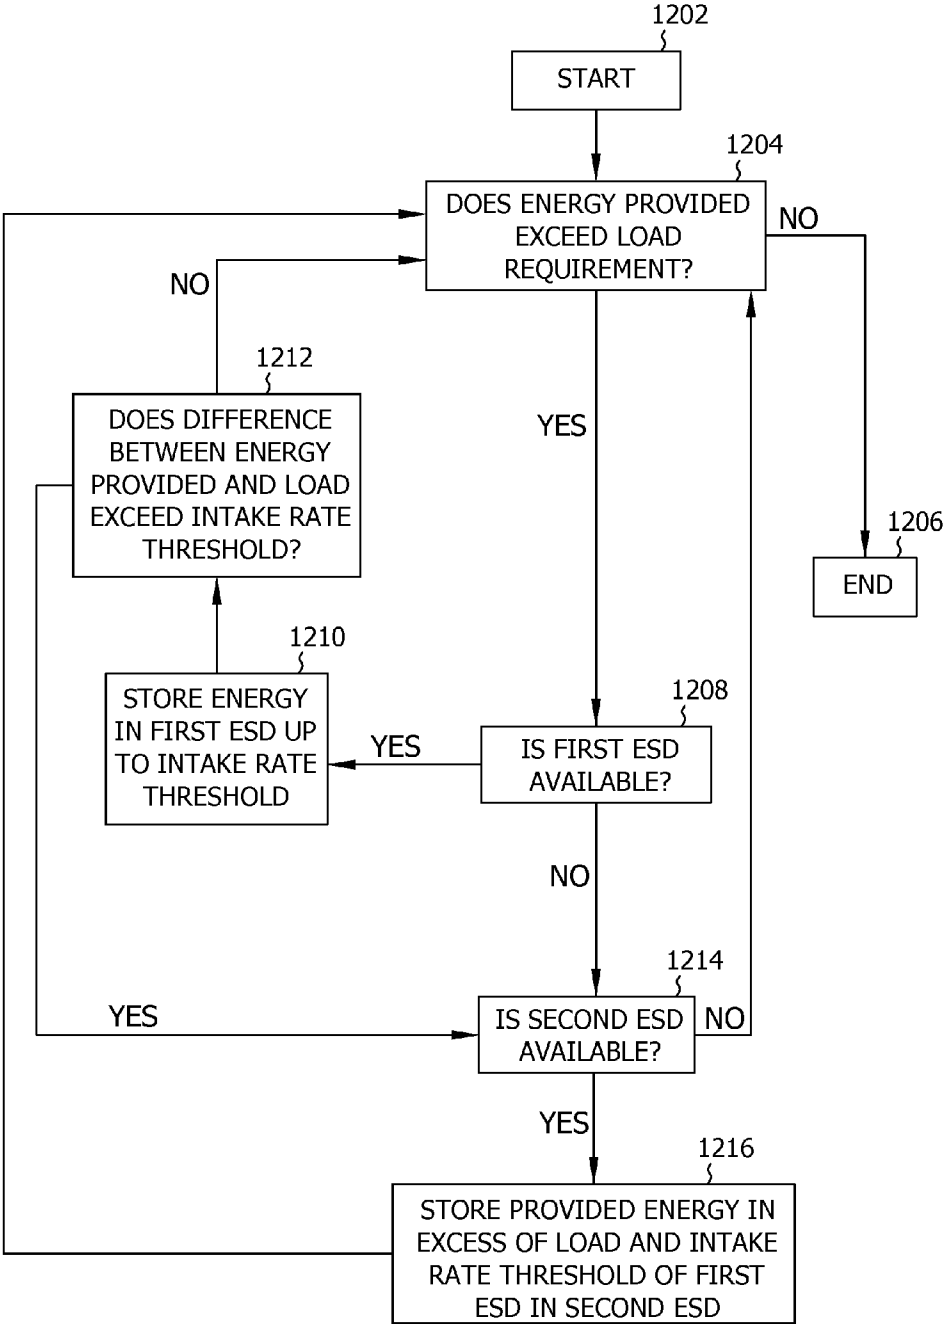 1202
START
1204
DOES ENERGY PROVIDED
EXCEED LOAD
REQUIREMENT?
NO
NO
1212
DOES DIFFERENCE
BETWEEN ENERGY
PROVIDED AND LOAD
EXCEED INTAKE RATE
THRESHOLD?
YES
1206
END
1210
STORE ENERGY
IN FIRST ESD UP
TO INTAKE RATE
THRESHOLD
YES
1208
IS FIRST ESD
AVAILABLE?
NO
1214
IS SECOND ESD
AVAILABLE?
NO
YES
YES
1216
STORE PROVIDED ENERGY IN
EXCESS OF LOAD AND INTAKE
RATE THRESHOLD OF FIRST
ESD IN SECOND ESD